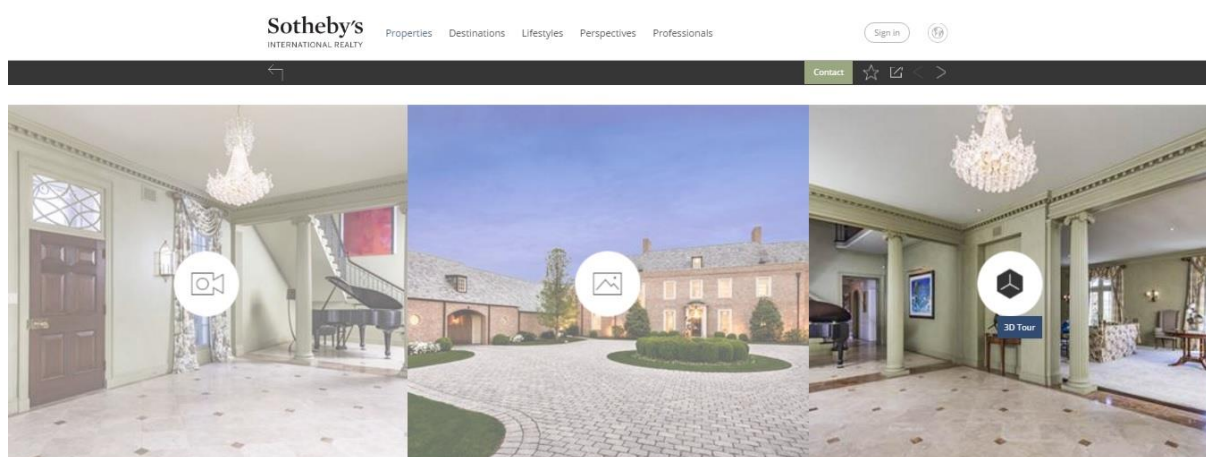 Sotheby's
INTERNATIONAL REALTY
Properties Destinations Lifestyles Perspectives Professionals
Sign in
Contact
3D Tour